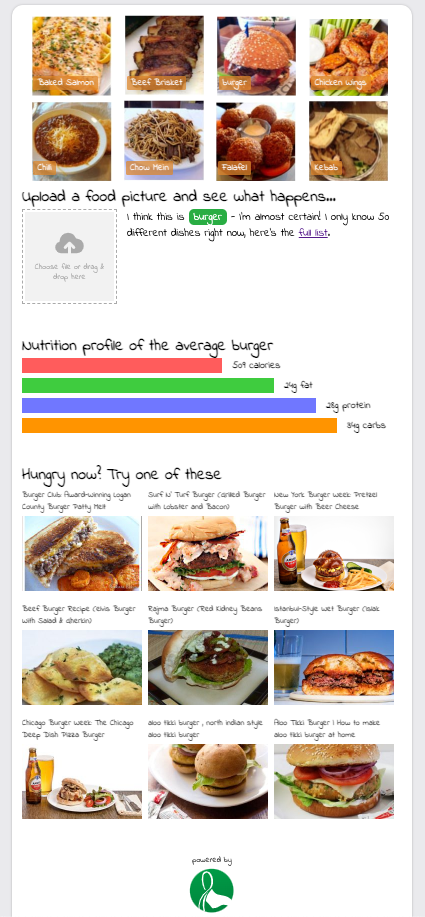 Baked Salmon
Beef Brisket
burger
Chicken Wings
Chilli
Chow Mein
Falafel
Kebab
Upload a food picture and see what happens...
Choose file or drag &
drop here
I think this is burger - i'm almost certain! I only know 50
different dishes right now, here's the full list.
Nutrition profile of the average burger
509 calories
24g fat
28g protein
34g carbs
Hungry now? Try one of these
Burger Club Award-Winning Logan
County Burger Patty Melt
Surf N' Turf Burger (Grilled Burger
with Lobster and Bacon)
New York Burger Week: Pretzel
Burger with Beer Cheese
Beef Burger Recipe (Elvis Burger
with Salad & Gherkin)
Rajma Burger (Red Kidney Beans
Burger)
Istanbul-Style Wet Burger (Islak
Burger)
Chicago Burger Week: The Chicago
Deep Dish Pizza Burger
aloo tikki burger , north indian style
aloo tikki burger
Aloo Tikki Burger | How to make
aloo tikki burger at home
powered by